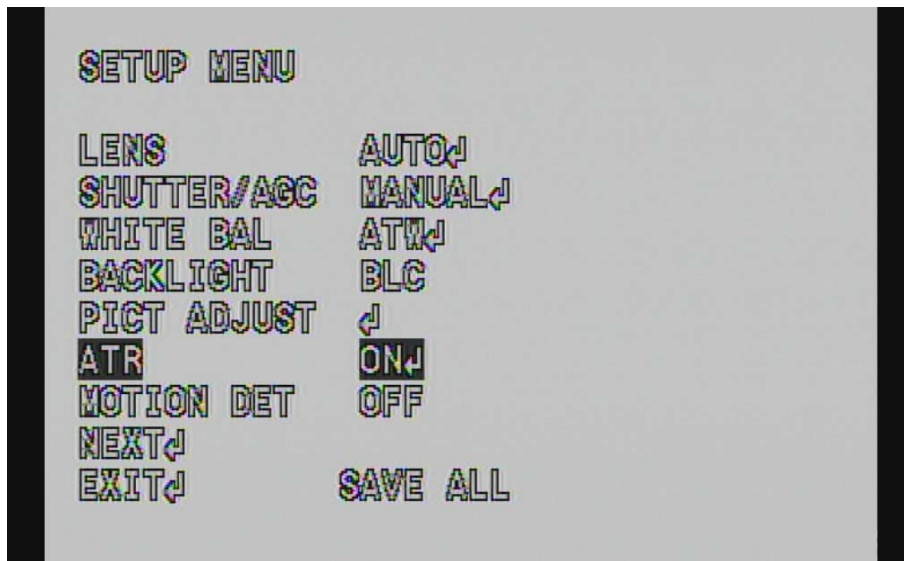 SETUP MENU
LENS AUTO↲
SHUTTER/AGC MANUAL↲
WHITE BAL ATW↲
BACKLIGHT BLC
PICT ADJUST ↲
ATR ON↲
MOTION DET OFF
NEXT↲
EXIT↲ SAVE ALL